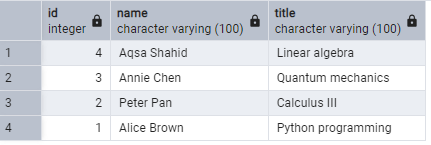 id name title
integer character varying (100) character varying (100)
1 4 Aqsa Shahid Linear algebra
2 3 Annie Chen Quantum mechanics
3 2 Peter Pan Calculus III
4 1 Alice Brown Python programming